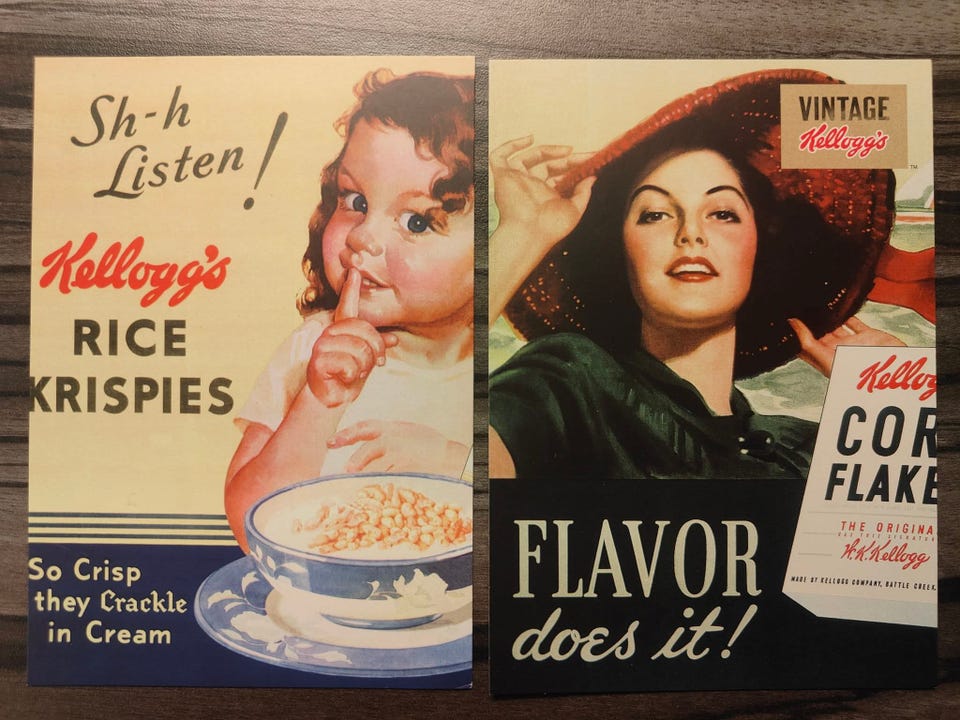 Sh-h
Listen!
Kellogg's
RICE
KRISPIES
So Crisp
they Crackle
in Cream
VINTAGE
Kellogg's
™
Kellog
COR
FLAKE
THE ORIGINA
W.K.Kellogg
MADE BY KELLOGG COMPANY, BATTLE CREEK,
FLAVOR
does it!